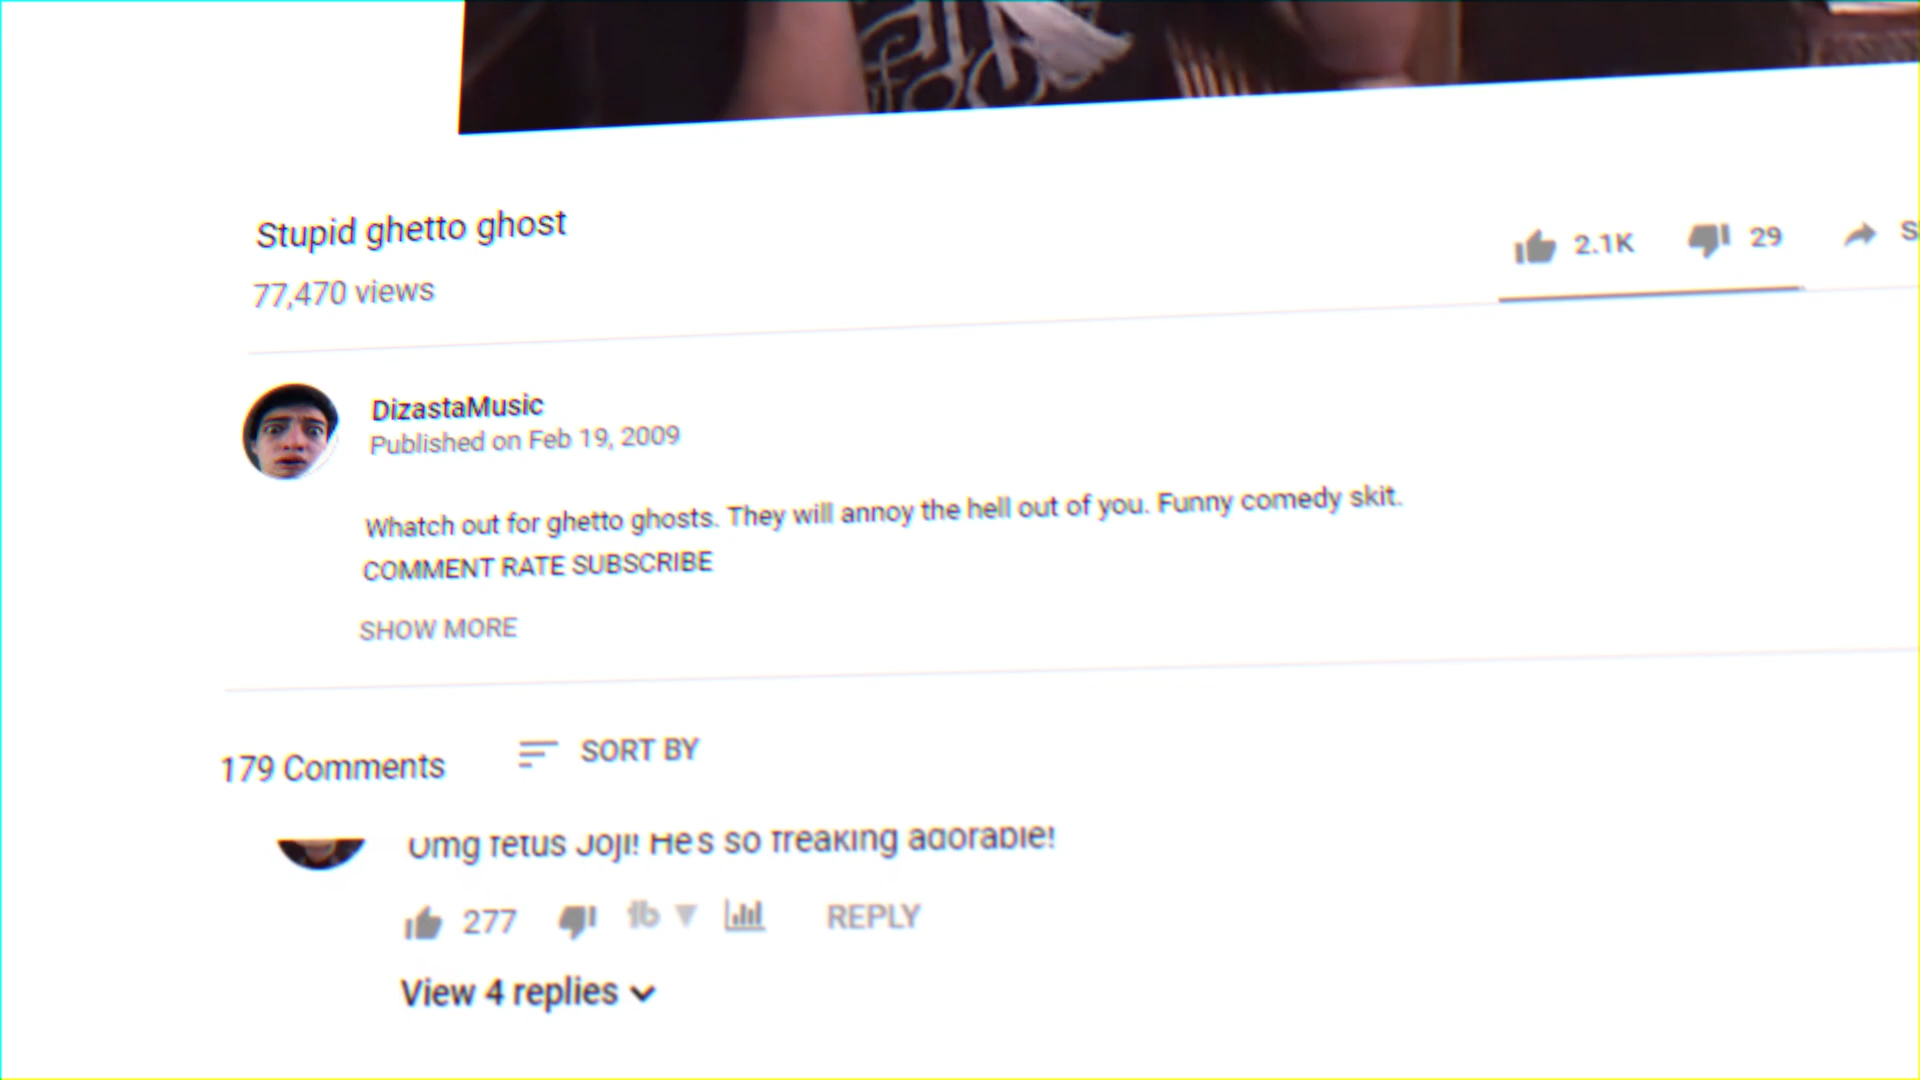 Stupid ghetto ghost
77,470 views
2.1K
29
S
DizastaMusic
Published on Feb 19, 2009
Whatch out for ghetto ghosts. They will annoy the hell out of you. Funny comedy skit.
COMMENT RATE SUBSCRIBE
SHOW MORE
179 Comments
SORT BY
Omg fetus Joji! He's so freaking adorable!
277
REPLY
View 4 replies